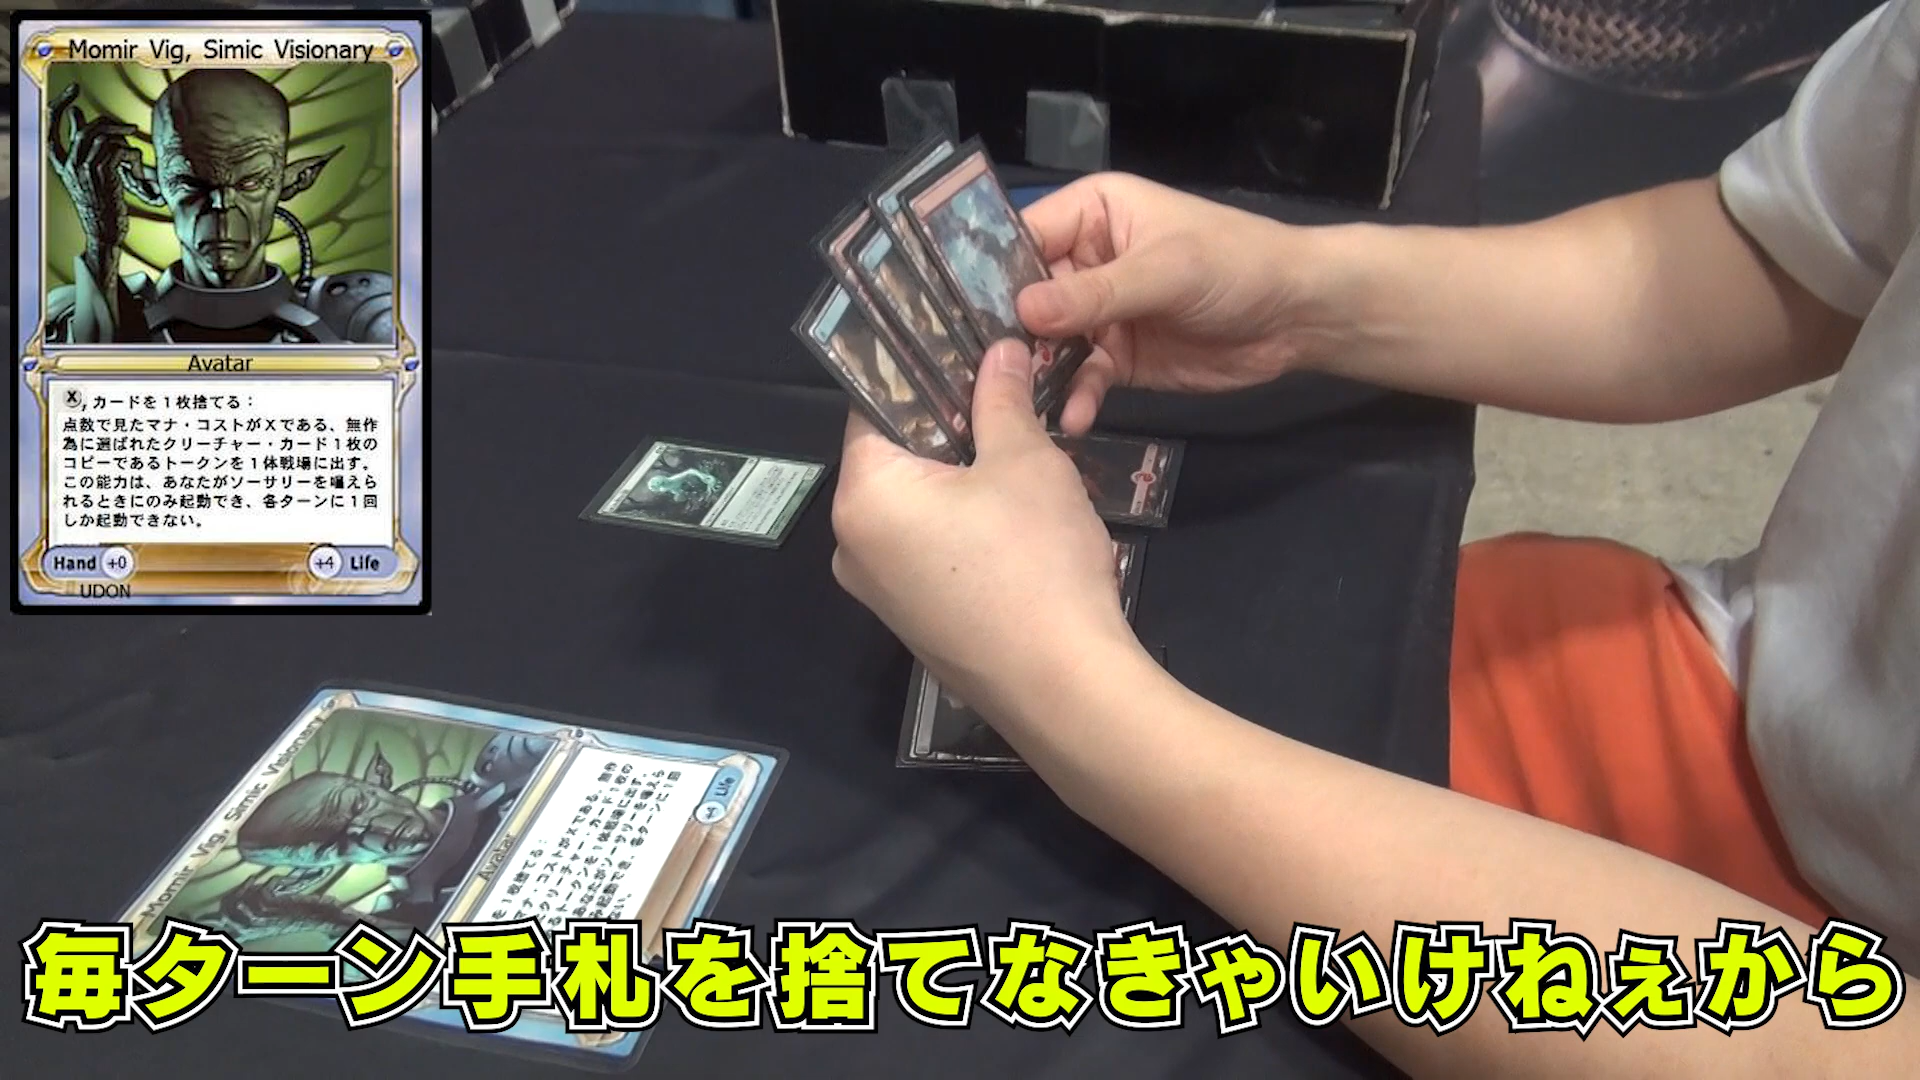 Momir Vig, Simic Visionary
Avatar
X, カードを1枚捨てる:
点数で見たマナ・コストがXである、無作
為に選ばれたクリーチャー・カード1枚の
コピーであるトークンを1体戦場に出す。
この能力は、あなたがソーサリーを唱えら
れるときにのみ起動でき、各ターンに1回
しか起動できない。
Hand +0
+4 Life
UDON
Momir Vig, Simic Visionary
Avatar
+4 Life
毎ターン手札を捨てなきゃいけねぇから